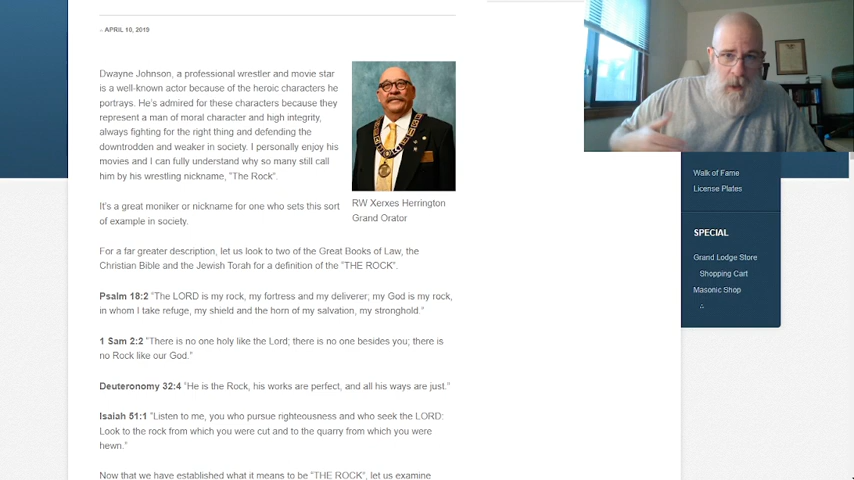 APRIL 10, 2019
Dwayne Johnson, a professional wrestler and movie star
is a well-known actor because of the heroic characters he
portrays. He's admired for these characters because they
represent a man of moral character and high integrity,
always fighting for the right thing and defending the
downtrodden and weaker in society. I personally enjoy his
movies and I can fully understand why so many still call
him by his wrestling nickname, "The Rock".
It's a great moniker or nickname for one who sets this sort
of example in society.
RW Xerxes Herrington
Grand Orator
For a far greater description, let us look to two of the Great Books of Law, the
Christian Bible and the Jewish Torah for a definition of the "THE ROCK".
Psalm 18:2 "The LORD is my rock, my fortress and my deliverer; my God is my rock,
in whom I take refuge, my shield and the horn of my salvation, my stronghold."
1 Sam 2:2 "There is no one holy like the Lord; there is no one besides you; there is
no Rock like our God."
Deuteronomy 32:4 "He is the Rock, his works are perfect, and all his ways are just."
Isaiah 51:1 "Listen to me, you who pursue righteousness and who seek the LORD:
Look to the rock from which you were cut and to the quarry from which you were
hewn."
Now that we have established what it means to be "THE ROCK", let us examine
Walk of Fame
License Plates
SPECIAL
Grand Lodge Store
Shopping Cart
Masonic Shop